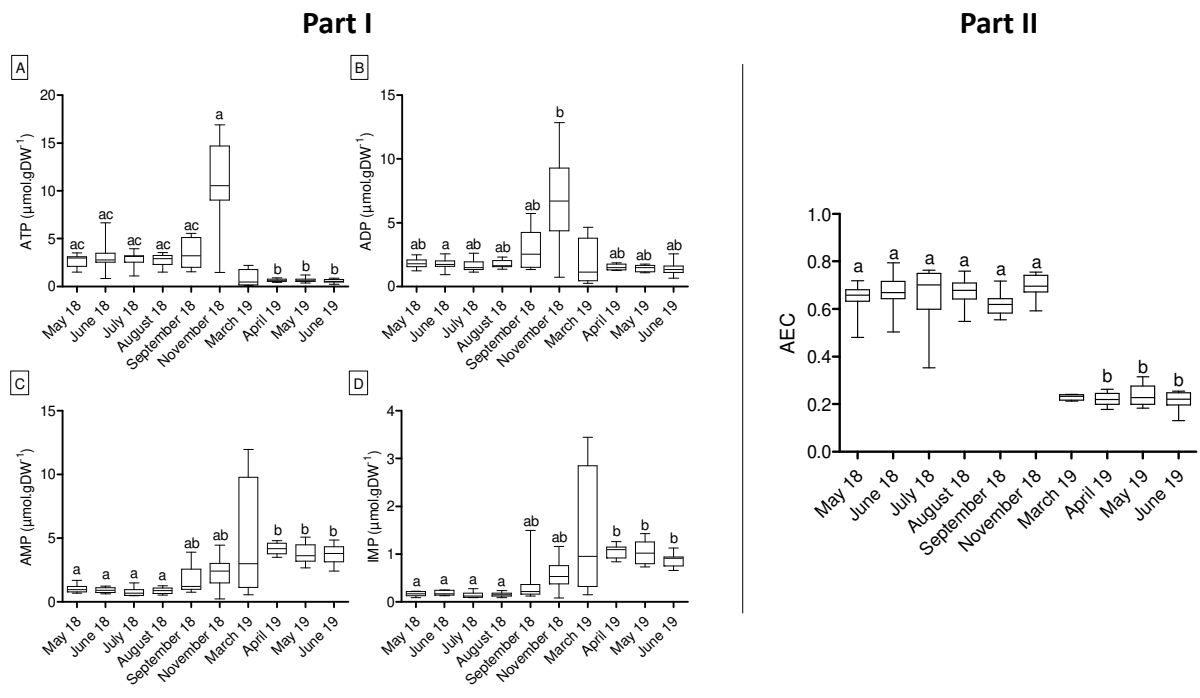 Part I
Part II
A
ATP (µmol.gDW⁻¹)
20
15
10
5
0
ac
ac
ac
ac
ac
a
b
b
b
May 18
June 18
July 18
August 18
September 18
November 18
March 19
April 19
May 19
June 19
B
ADP (µmol.gDW⁻¹)
15
10
5
0
ab
a
ab
ab
ab
b
ab
ab
ab
May 18
June 18
July 18
August 18
September 18
November 18
March 19
April 19
May 19
June 19
C
AMP (µmol.gDW⁻¹)
15
10
5
0
a
a
a
a
ab
ab
b
b
b
May 18
June 18
July 18
August 18
September 18
November 18
March 19
April 19
May 19
June 19
D
IMP (µmol.gDW⁻¹)
4
3
2
1
0
a
a
a
a
ab
ab
b
b
b
May 18
June 18
July 18
August 18
September 18
November 18
March 19
April 19
May 19
June 19
AEC
1.0
0.8
0.6
0.4
0.2
0.0
a
a
a
a
a
a
b
b
b
May 18
June 18
July 18
August 18
September 18
November 18
March 19
April 19
May 19
June 19